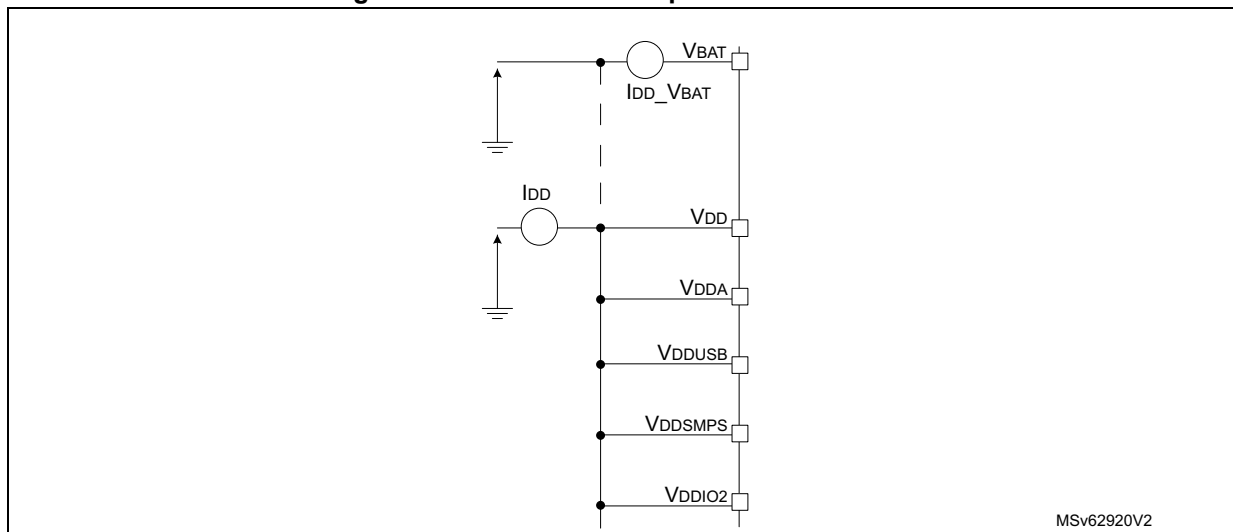 VBAT
IDD_VBAT
IDD
VDD
VDDA
VDDUSB
VDDSMPS
VDDIO2
MSv62920V2